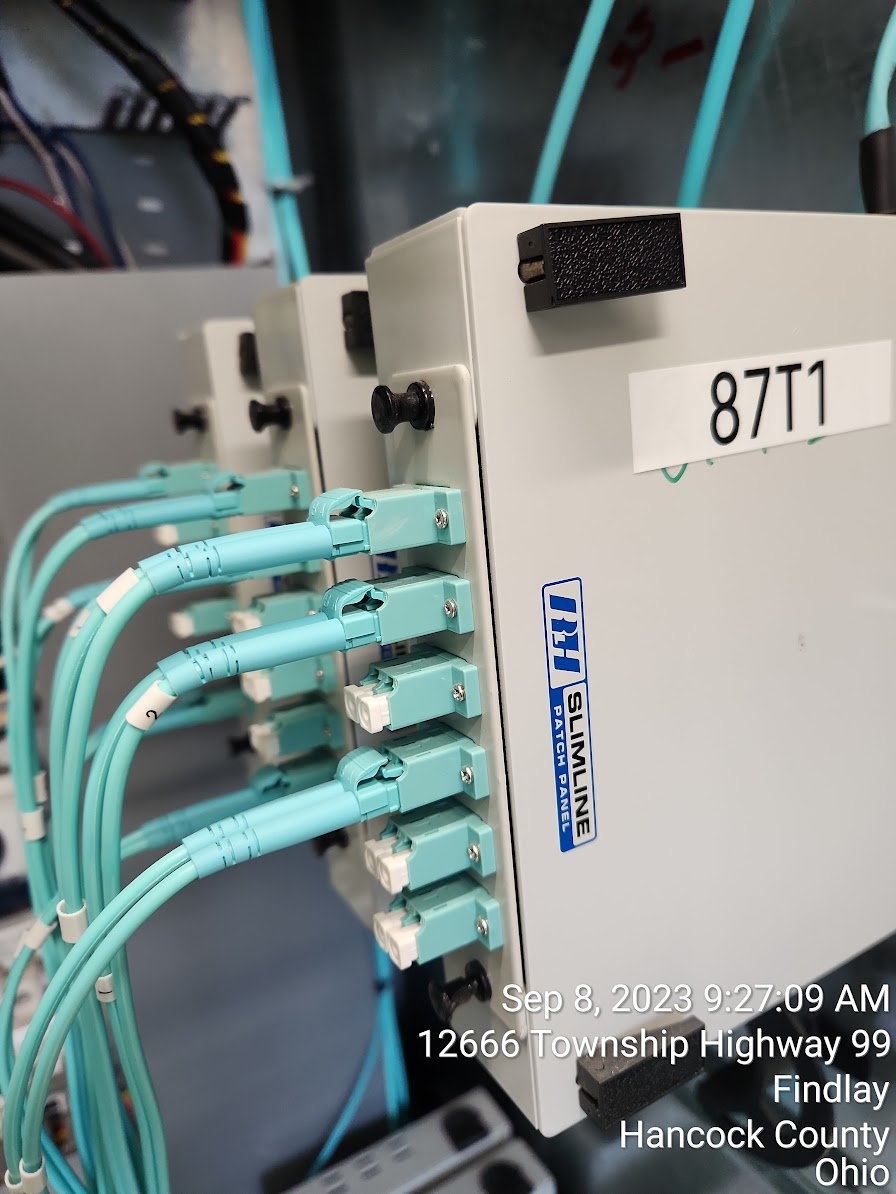 87T1
SLIMLINE
PATCH PANEL
2
Sep 8, 2023 9:27:09 AM
12666 Township Highway 99
Findlay
Hancock County
Ohio